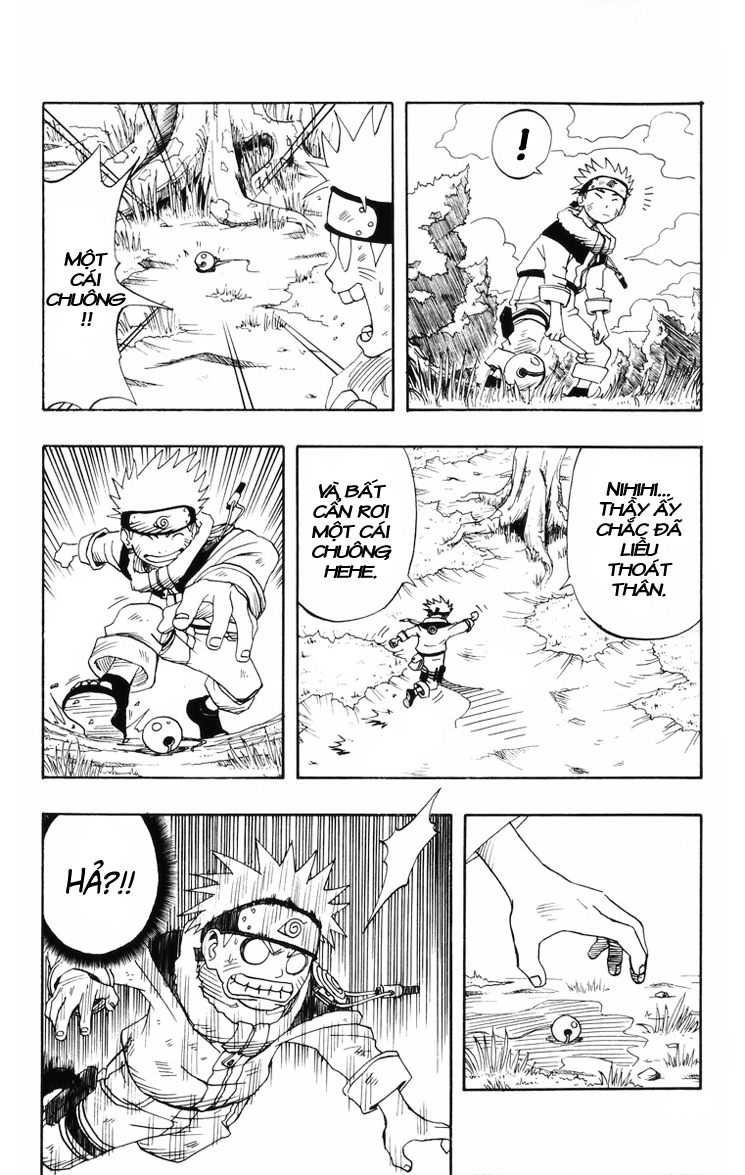 !
MỘT
CÁI
CHUÔNG
!!
NIHIHI...
THẦY ẤY
CHẮC ĐÃ
LIỀU
THOÁT
THÂN.
VÀ BẤT
CẨN RƠI
MỘT CÁI
CHUÔNG,
HEHE.
HẢ?!!